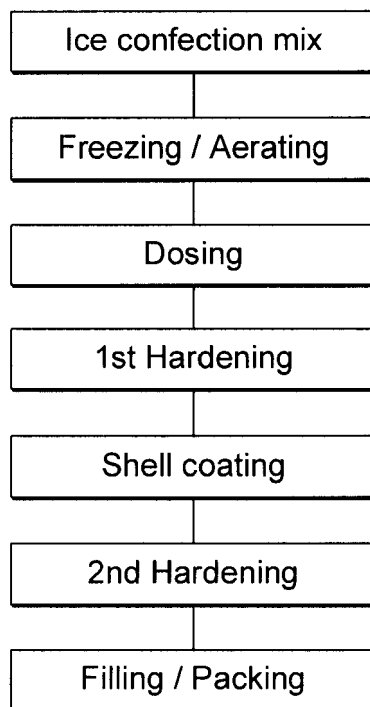 Ice confection mix
Freezing / Aerating
Dosing
1st Hardening
Shell coating
2nd Hardening
Filling / Packing